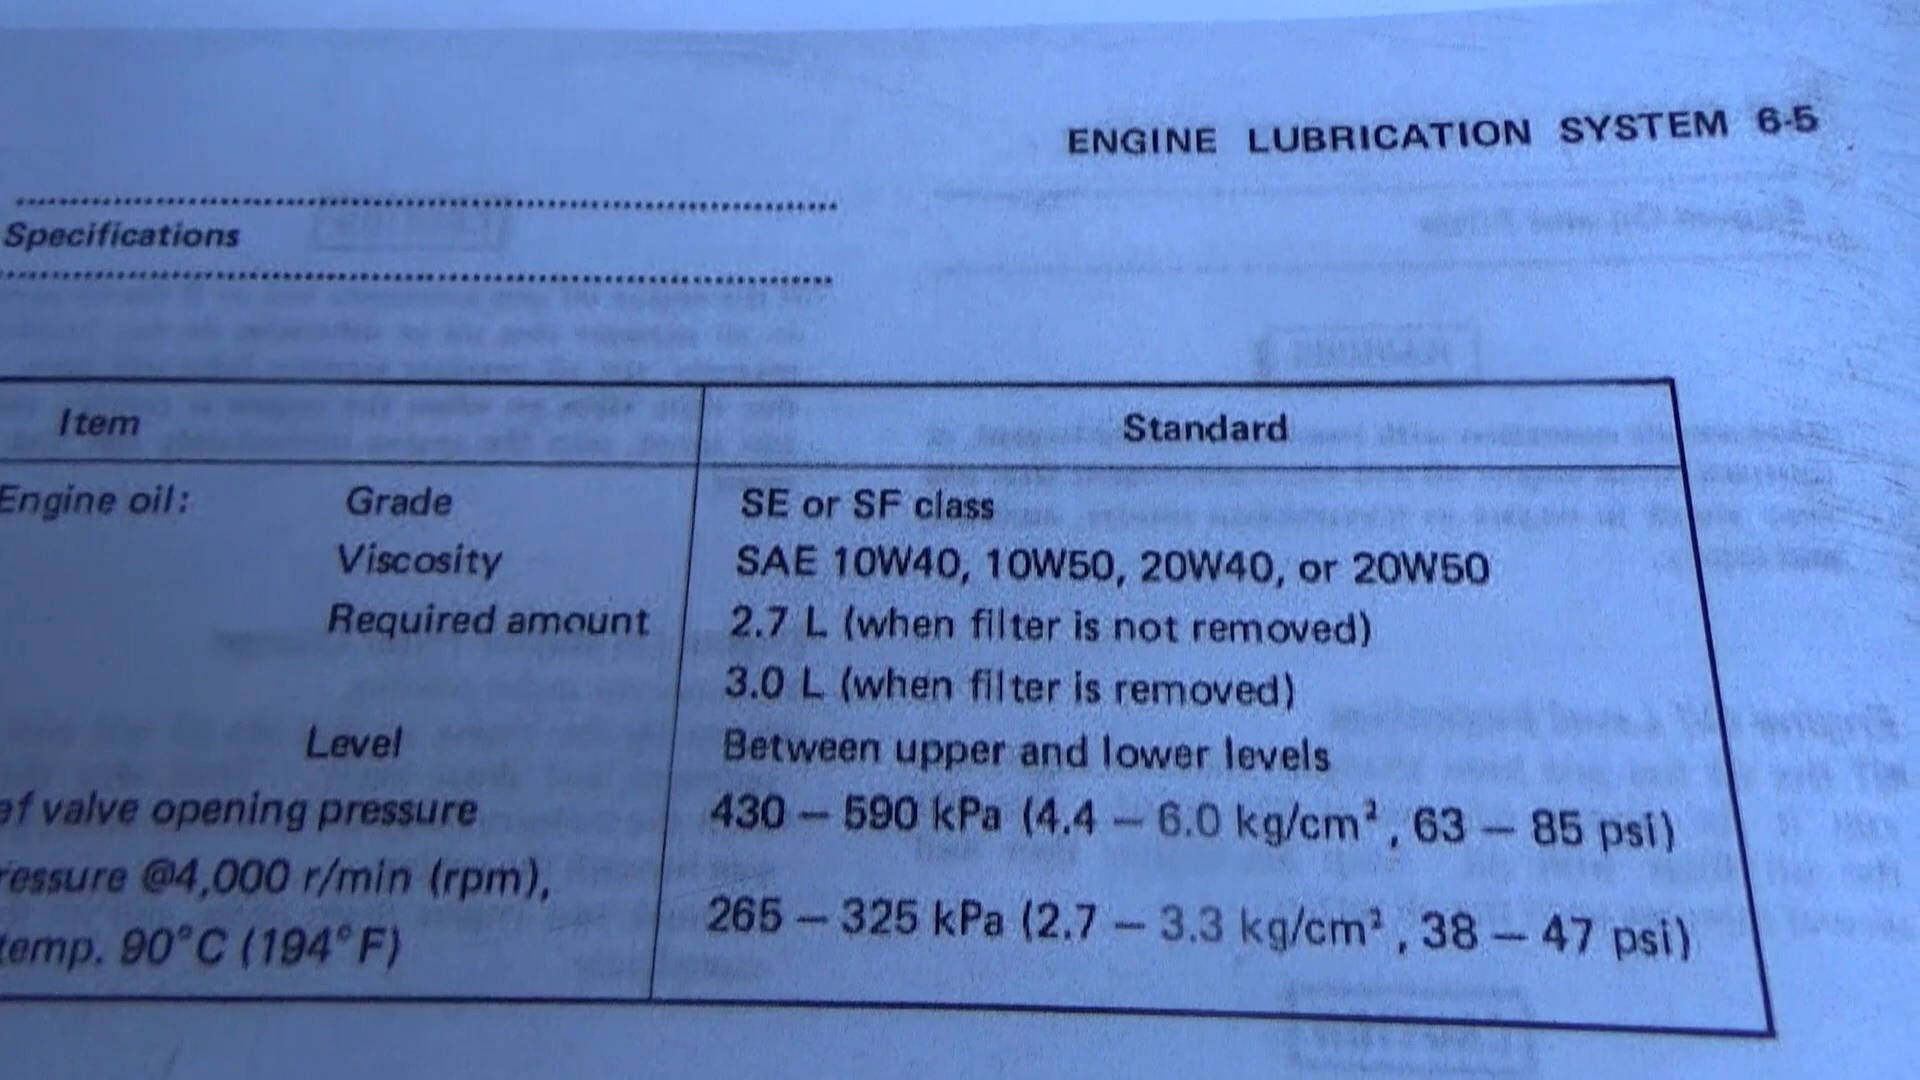 ENGINE LUBRICATION SYSTEM 6-5
Specifications
Item Standard
Engine oil: Grade SE or SF class
Viscosity SAE 10W40, 10W50, 20W40, or 20W50
Required amount 2.7 L (when filter is not removed)
3.0 L (when filter is removed)
Level Between upper and lower levels
ef valve opening pressure 430 – 590 kPa (4.4 – 6.0 kg/cm², 63 – 85 psi)
ressure @4,000 r/min (rpm),
temp. 90°C (194°F) 265 – 325 kPa (2.7 – 3.3 kg/cm², 38 – 47 psi)